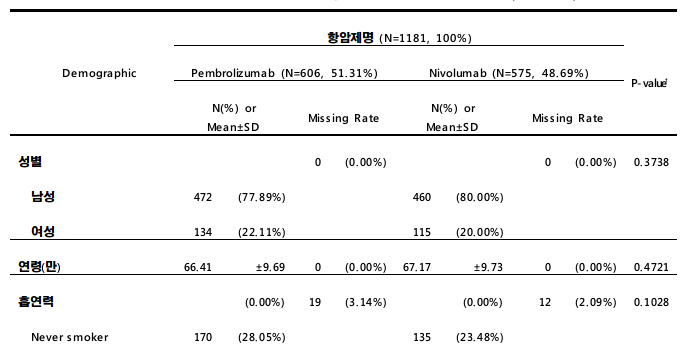 항암제명 (N=1181, 100%)
Demographic Pembrolizumab (N=606, 51.31%) Nivolumab (N=575, 48.69%) P-value
N(%) or Mean±SD Missing Rate N(%) or Mean±SD Missing Rate
성별 0 (0.00%) 0 (0.00%) 0.3738
남성 472 (77.89%) 460 (80.00%)
여성 134 (22.11%) 115 (20.00%)
연령(만) 66.41 ±9.69 0 (0.00%) 67.17 ±9.73 0 (0.00%) 0.4721
흡연력 (0.00%) 19 (3.14%) (0.00%) 12 (2.09%) 0.1028
Never smoker 170 (28.05%) 135 (23.48%)